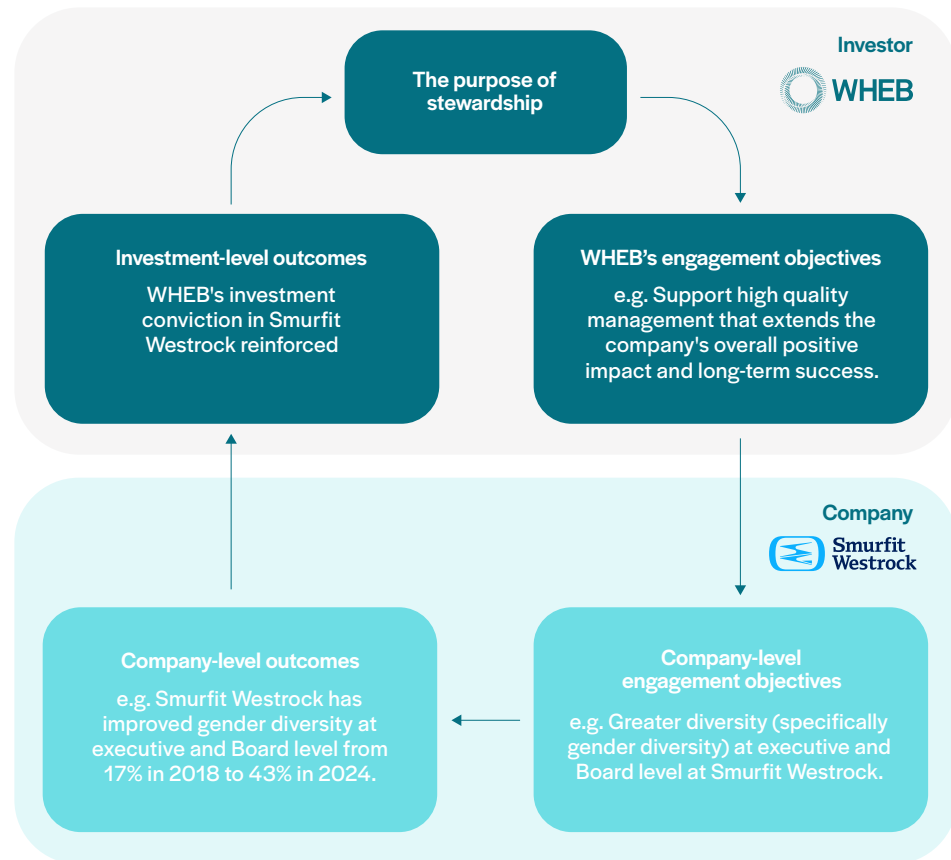 Investor
WHEB
The purpose of
stewardship
Investment-level outcomes
WHEB's investment
conviction in Smurfit
Westrock reinforced
WHEB’s engagement objectives
e.g. Support high quality
management that extends the
company's overall positive
impact and long-term success.
Company
Smurfit
Westrock
Company-level outcomes
e.g. Smurfit Westrock has
improved gender diversity at
executive and Board level from
17% in 2018 to 43% in 2024.
Company-level
engagement objectives
e.g. Greater diversity (specifically
gender diversity) at executive and
Board level at Smurfit Westrock.